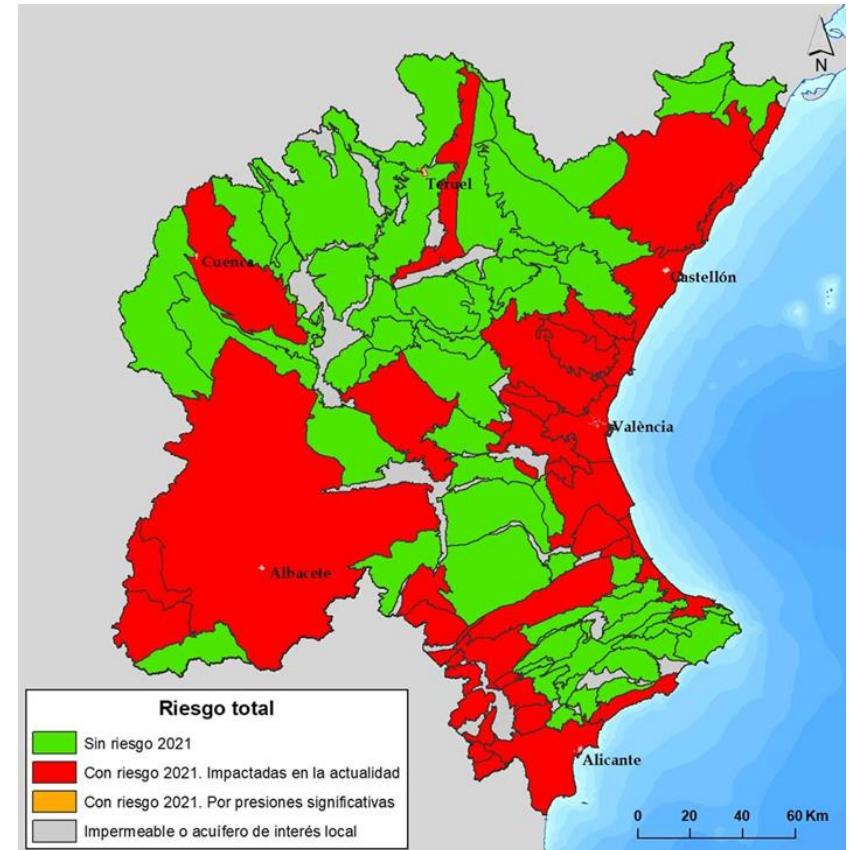 N
Teruel
Cuenca
Castellón
València
Albacete
Alicante
Riesgo total
Sin riesgo 2021
Con riesgo 2021. Impactadas en la actualidad
Con riesgo 2021. Por presiones significativas
Impermeable o acuífero de interés local
0 20 40 60 Km